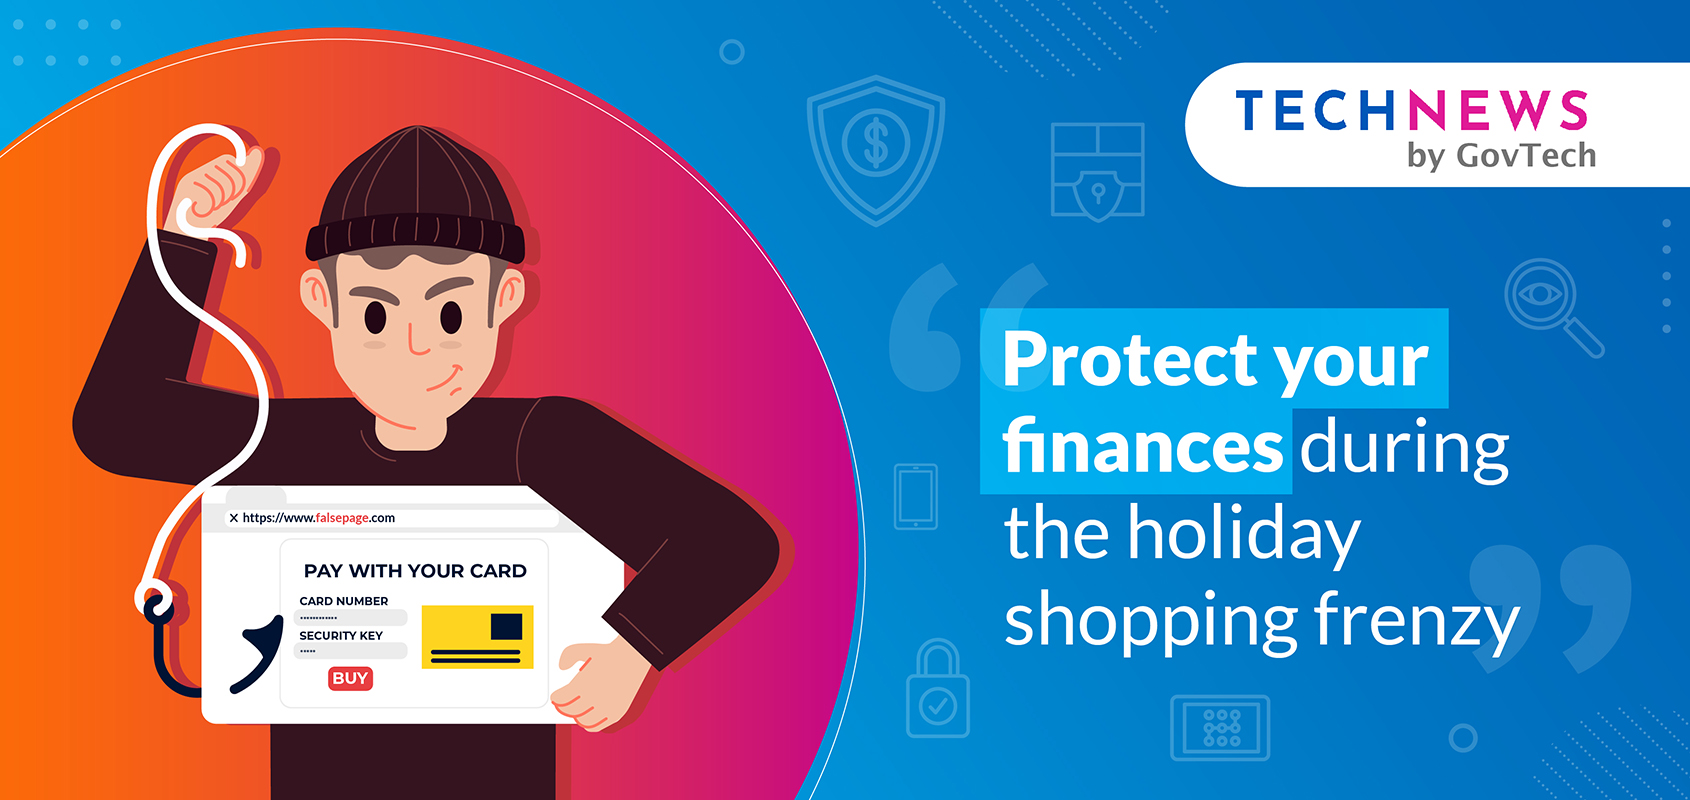 TECHNEWS
by GovTech
Protect your
finances during
the holiday
shopping frenzy
X https://www.falsepage.com
PAY WITH YOUR CARD
CARD NUMBER
************
SECURITY KEY
*****
BUY